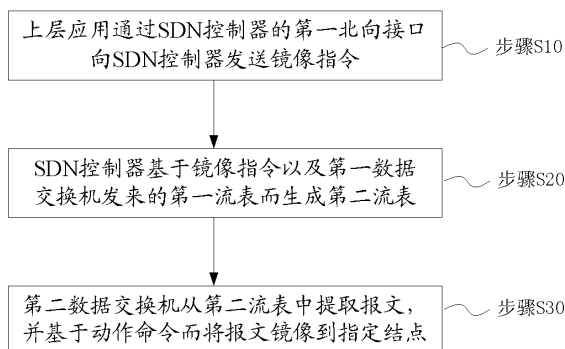 上层应用通过SDN控制器的第一北向接口
向SDN控制器发送镜像指令
步骤S10
SDN控制器基于镜像指令以及第一数据
交换机发来的第一流表而生成第二流表
步骤S20
第二数据交换机从第二流表中提取报文，
并基于动作命令而将报文镜像到指定结点
步骤S30